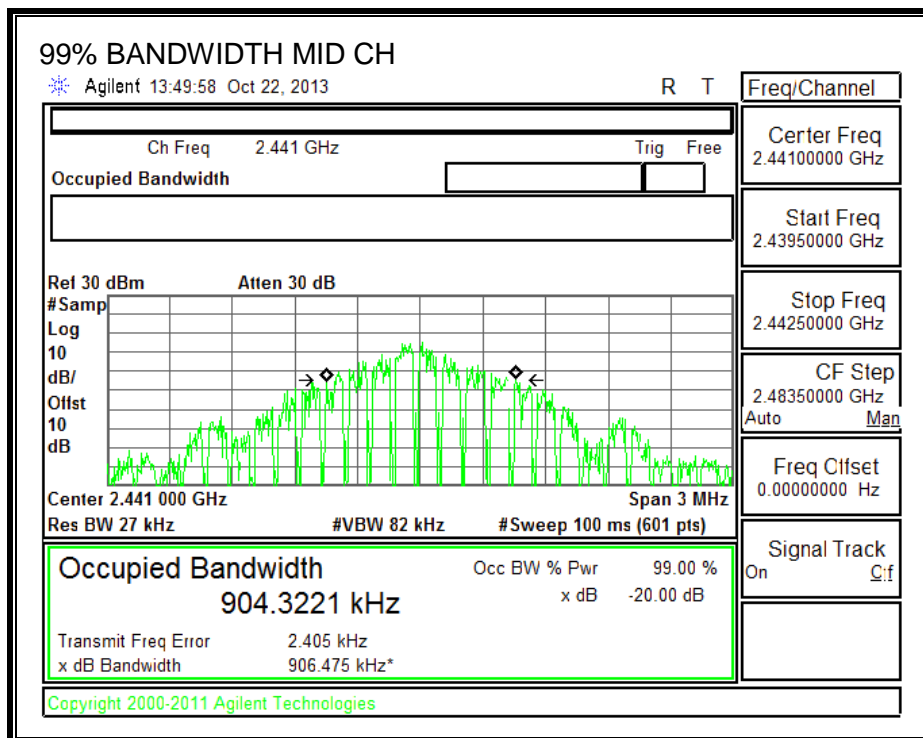 99% BANDWIDTH MID CH
Agilent 13:49:58 Oct 22, 2013 R T
Freq/Channel
Ch Freq 2.441 GHz Trig Free
Occupied Bandwidth
Center Freq
2.44100000 GHz
Start Freq
2.43950000 GHz
Stop Freq
2.44250000 GHz
CF Step
2.48350000 GHz
Auto Man
Freq Offset
0.00000000 Hz
Signal Track
On Off
Ref 30 dBm Atten 30 dB
#Samp
Log
10
dB/
Offst
10
dB
Center 2.441 000 GHz Span 3 MHz
Res BW 27 kHz #VBW 82 kHz #Sweep 100 ms (601 pts)
Occupied Bandwidth
904.3221 kHz
Occ BW % Pwr 99.00 %
x dB -20.00 dB
Transmit Freq Error 2.405 kHz
x dB Bandwidth 906.475 kHz*
Copyright 2000-2011 Agilent Technologies